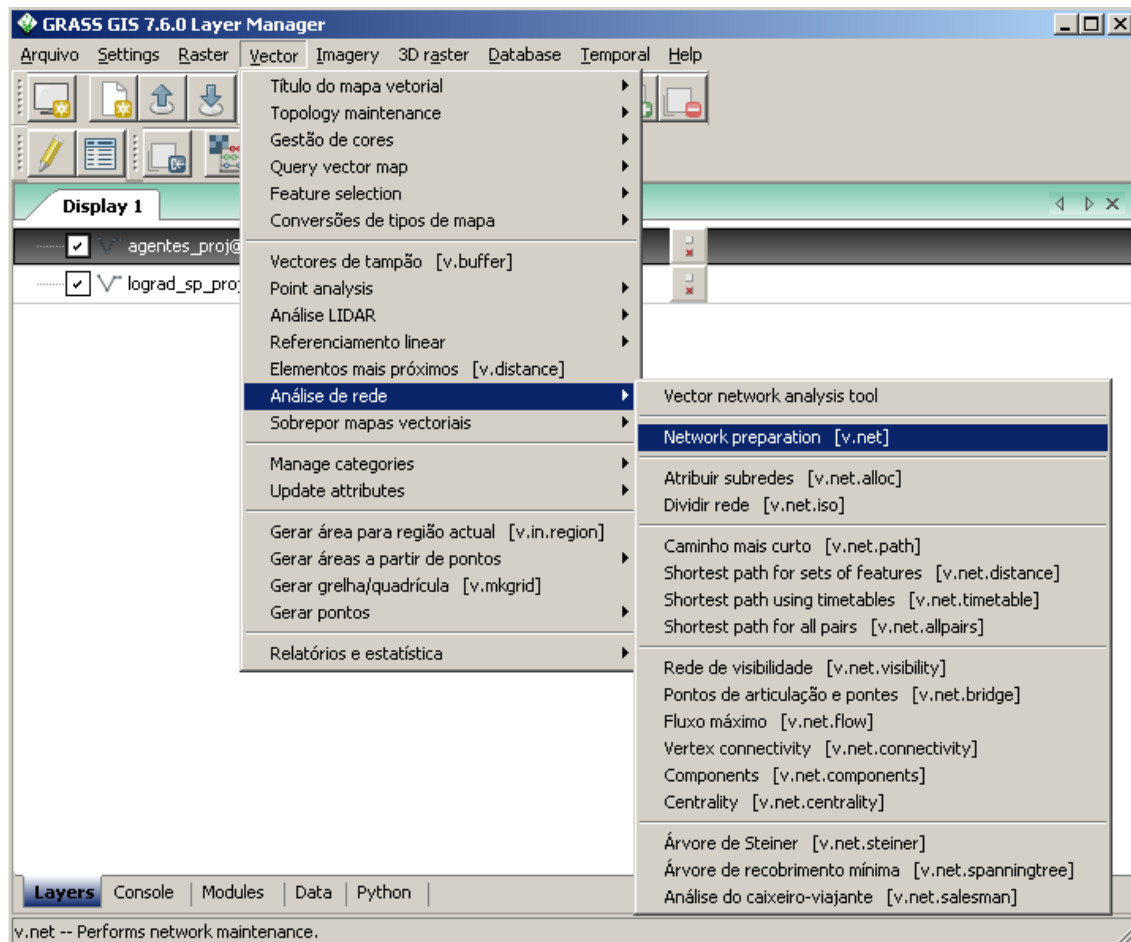 GRASS GIS 7.6.0 Layer Manager
Arquivo Settings Raster Vector Imagery 3D raster Database Temporal Help
Título do mapa vetorial
Topology maintenance
Gestão de cores
Query vector map
Feature selection
Conversões de tipos de mapa
Vectores de tampão [v.buffer]
Point analysis
Análise LIDAR
Referenciamento linear
Elementos mais próximos [v.distance]
Análise de rede
Sobrepor mapas vectoriais
Manage categories
Update attributes
Gerar área para região actual [v.in.region]
Gerar áreas a partir de pontos
Gerar grelha/quadrícula [v.mkgrid]
Gerar pontos
Relatórios e estatística
Display 1
agentes_proj@
lograd_sp_proj
Vector network analysis tool
Network preparation [v.net]
Atribuir subredes [v.net.alloc]
Dividir rede [v.net.iso]
Caminho mais curto [v.net.path]
Shortest path for sets of features [v.net.distance]
Shortest path using timetables [v.net.timetable]
Shortest path for all pairs [v.net.allpairs]
Rede de visibilidade [v.net.visibility]
Pontos de articulação e pontes [v.net.bridge]
Fluxo máximo [v.net.flow]
Vertex connectivity [v.net.connectivity]
Components [v.net.components]
Centrality [v.net.centrality]
Árvore de Steiner [v.net.steiner]
Árvore de recobrimento mínima [v.net.spanningtree]
Análise do caixeiro-viajante [v.net.salesman]
Layers Console Modules Data Python
v.net -- Performs network maintenance.